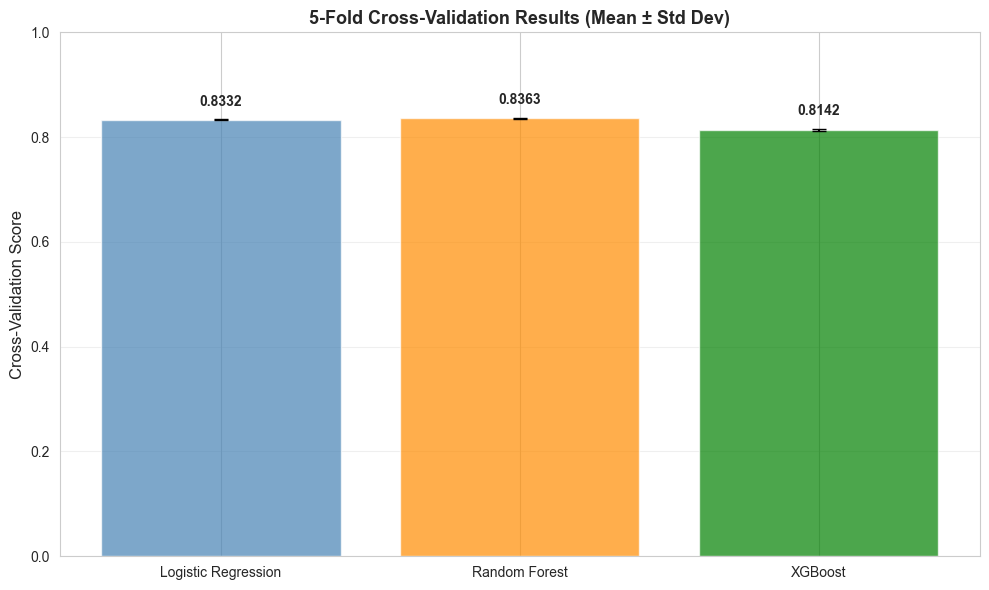 5-Fold Cross-Validation Results (Mean ± Std Dev)
Cross-Validation Score
1.0
0.8
0.6
0.4
0.2
0.0
0.8332
0.8363
0.8142
Logistic Regression
Random Forest
XGBoost